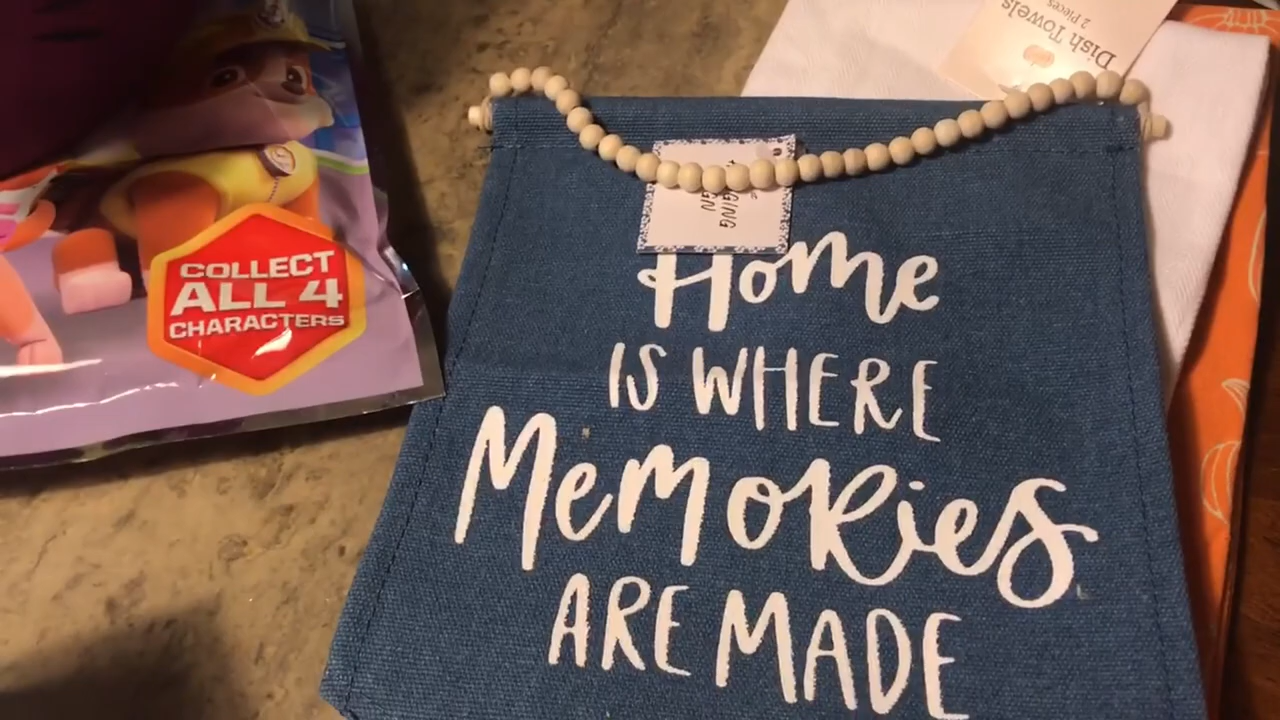 COLLECT
ALL 4
CHARACTERS
Dish Towels
2 Pieces
Home
IS WHERE
Memories
ARE MADE